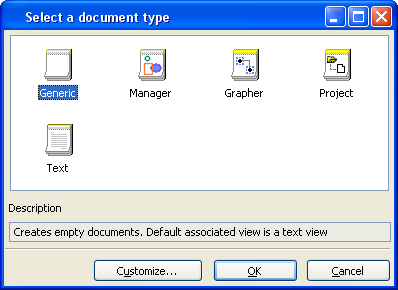 Select a document type
Generic Manager Grapher Project
Text
Description
Creates empty documents. Default associated view is a text view
Customize... OK Cancel